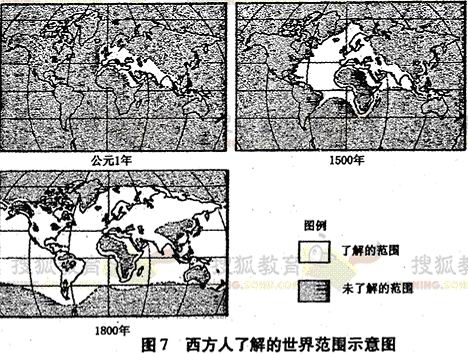 公元1年
1500年
图例
了解的范围
搜狐教育
搜狐教育
搜狐
未了解的范围
1800年
图7 西方人了解的世界范围示意图